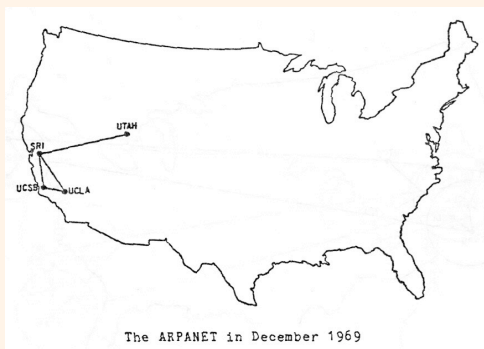 UTAH
SRI
UCSB
UCLA
The ARPANET in December 1969